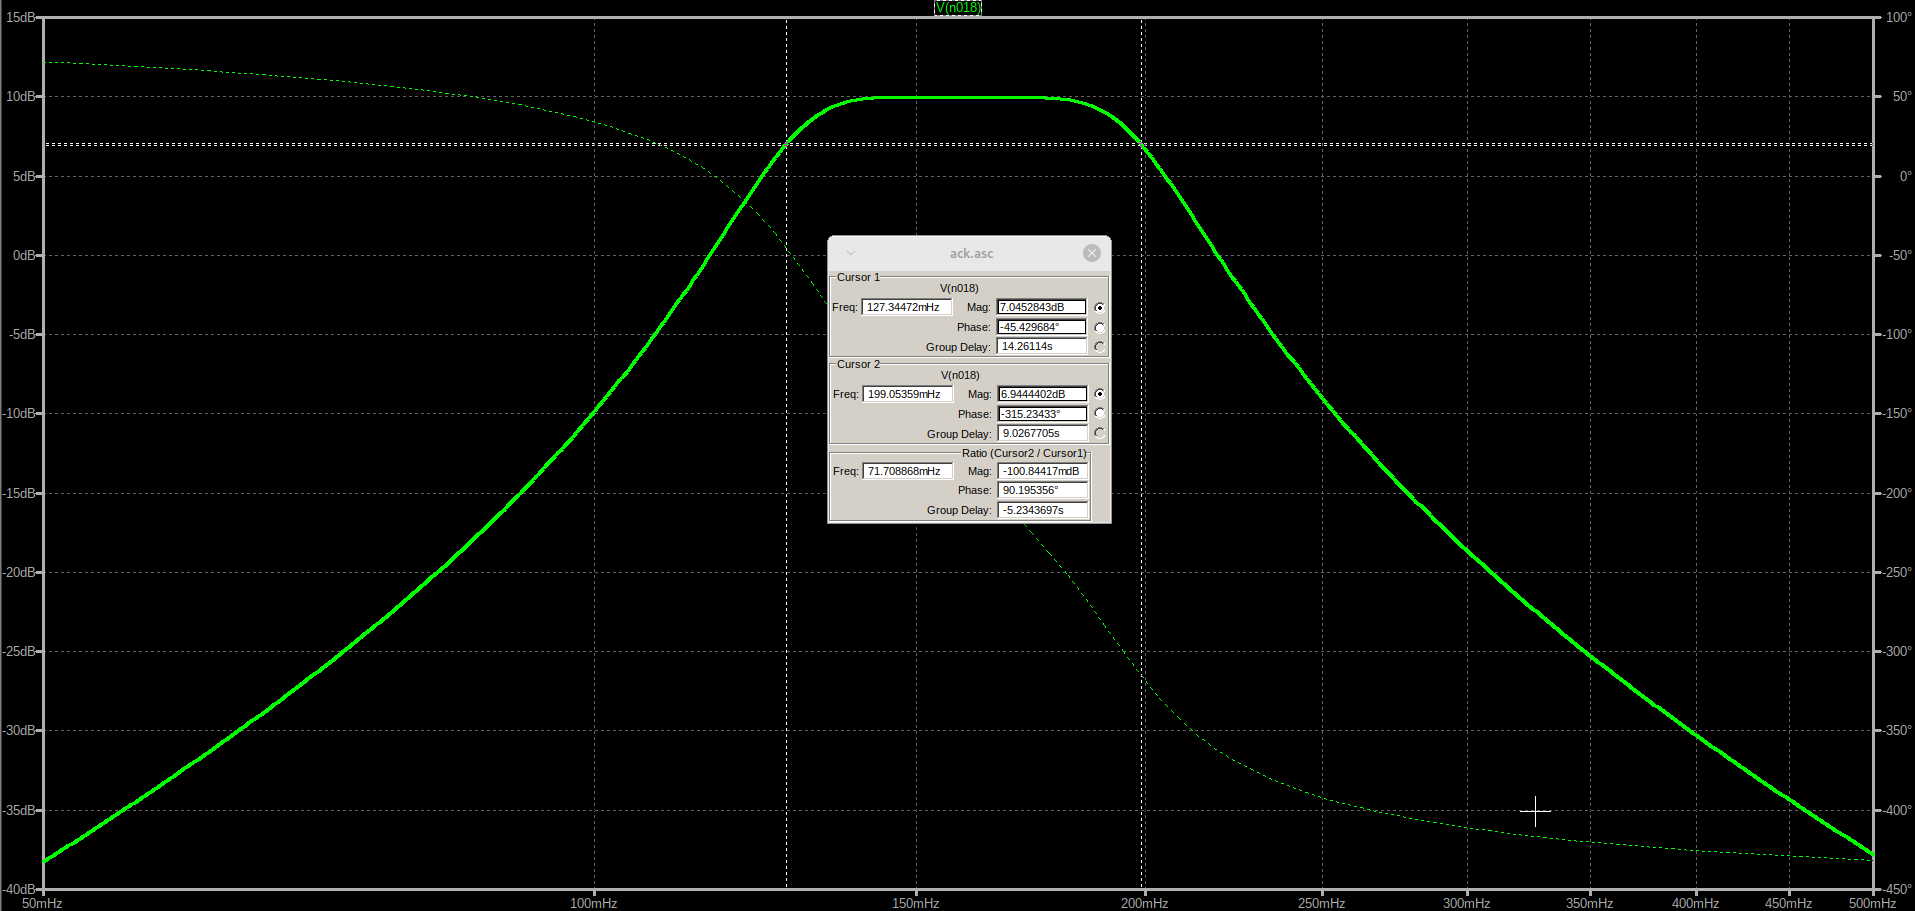 V(n018)
15dB
10dB
5dB
0dB
-5dB
-10dB
-15dB
-20dB
-25dB
-30dB
-35dB
-40dB
100°
50°
0°
-50°
-100°
-150°
-200°
-250°
-300°
-350°
-400°
-450°
ack.asc
Cursor 1
V(n018)
Freq: 127.34472mHz Mag: 7.0452843dB
Phase: -45.429684°
Group Delay: 14.26114s
Cursor 2
V(n018)
Freq: 199.05359mHz Mag: 6.9444402dB
Phase: -315.23433°
Group Delay: 9.0267705s
Ratio (Cursor2 / Cursor1)
Freq: 71.708868mHz Mag: -100.84417mdB
Phase: 90.195356°
Group Delay: -5.2343697s
50mHz 100mHz 150mHz 200mHz 250mHz 300mHz 350mHz 400mHz 450mHz 500mHz